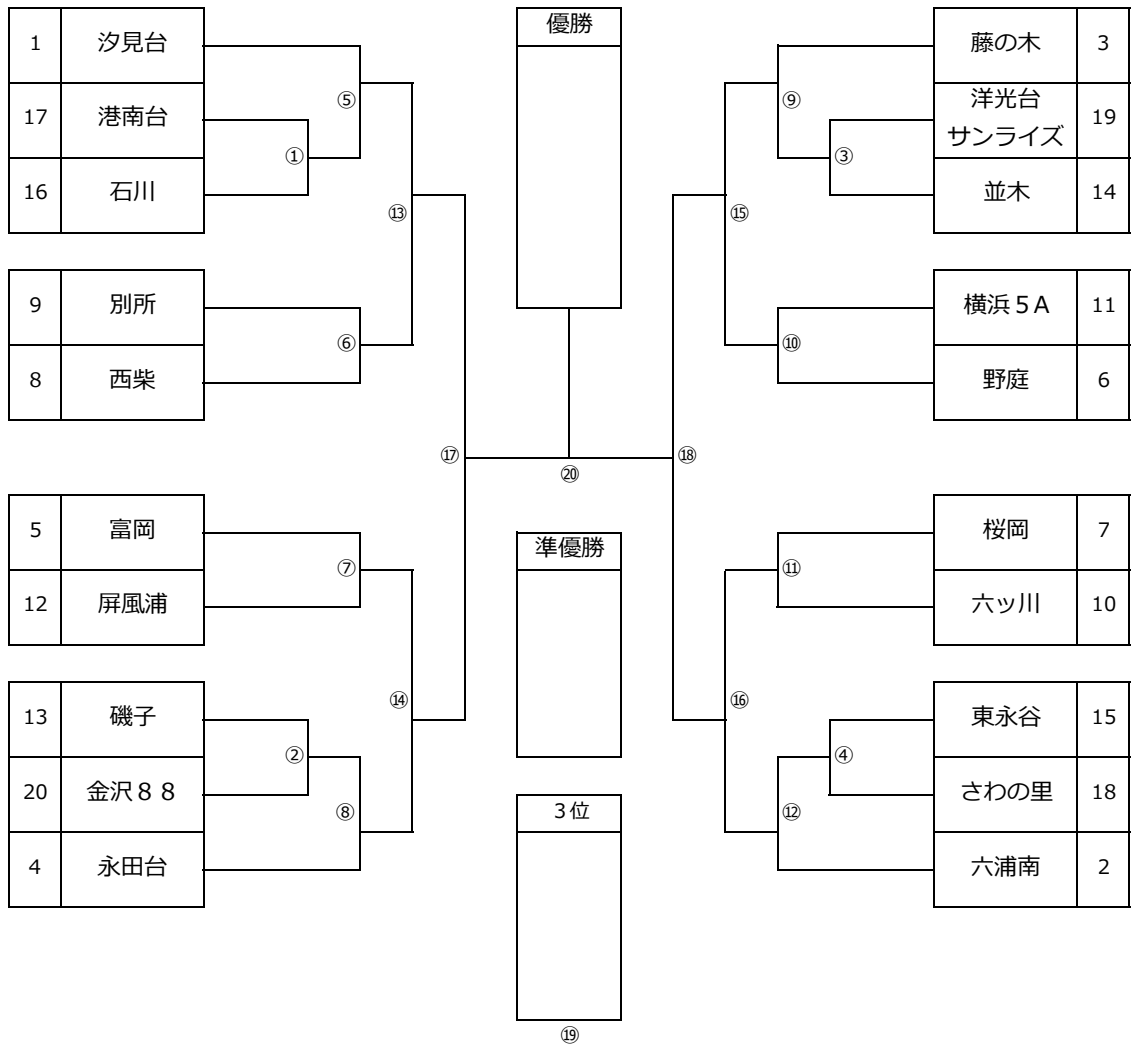 優勝
1 汐見台
17 港南台
16 石川
⑤
①
⑬
9 別所
8 西柴
⑥
⑰
5 富岡
12 屏風浦
⑦
⑭
13 磯子
20 金沢８８
4 永田台
②
⑧
⑳
準優勝
３位
⑲
藤の木 3
洋光台
サンライズ 19
並木 14
⑨
③
⑮
横浜５A 11
野庭 6
⑩
⑱
桜岡 7
六ッ川 10
⑪
⑯
東永谷 15
さわの里 18
六浦南 2
④
⑫